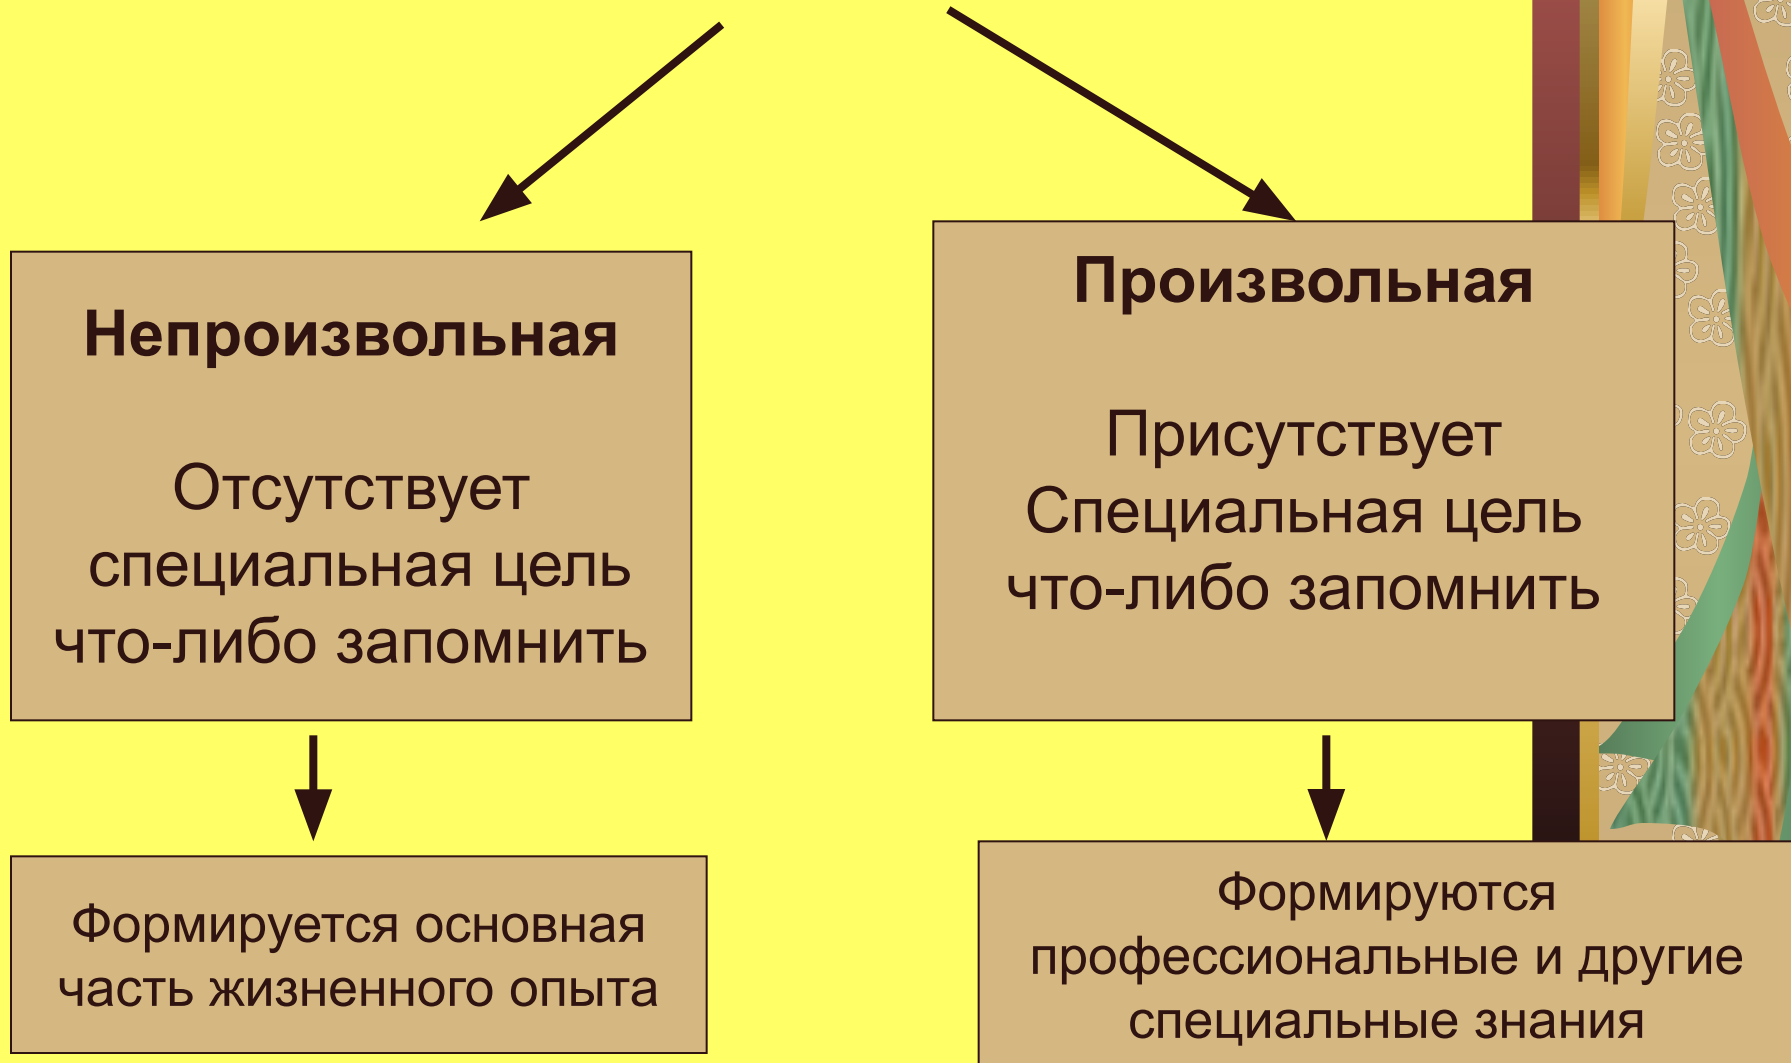 Непроизвольная
Отсутствует
специальная цель
что-либо запомнить
Произвольная
Присутствует
Специальная цель
что-либо запомнить
Формируется основная
часть жизненного опыта
Формируются
профессиональные и другие
специальные знания